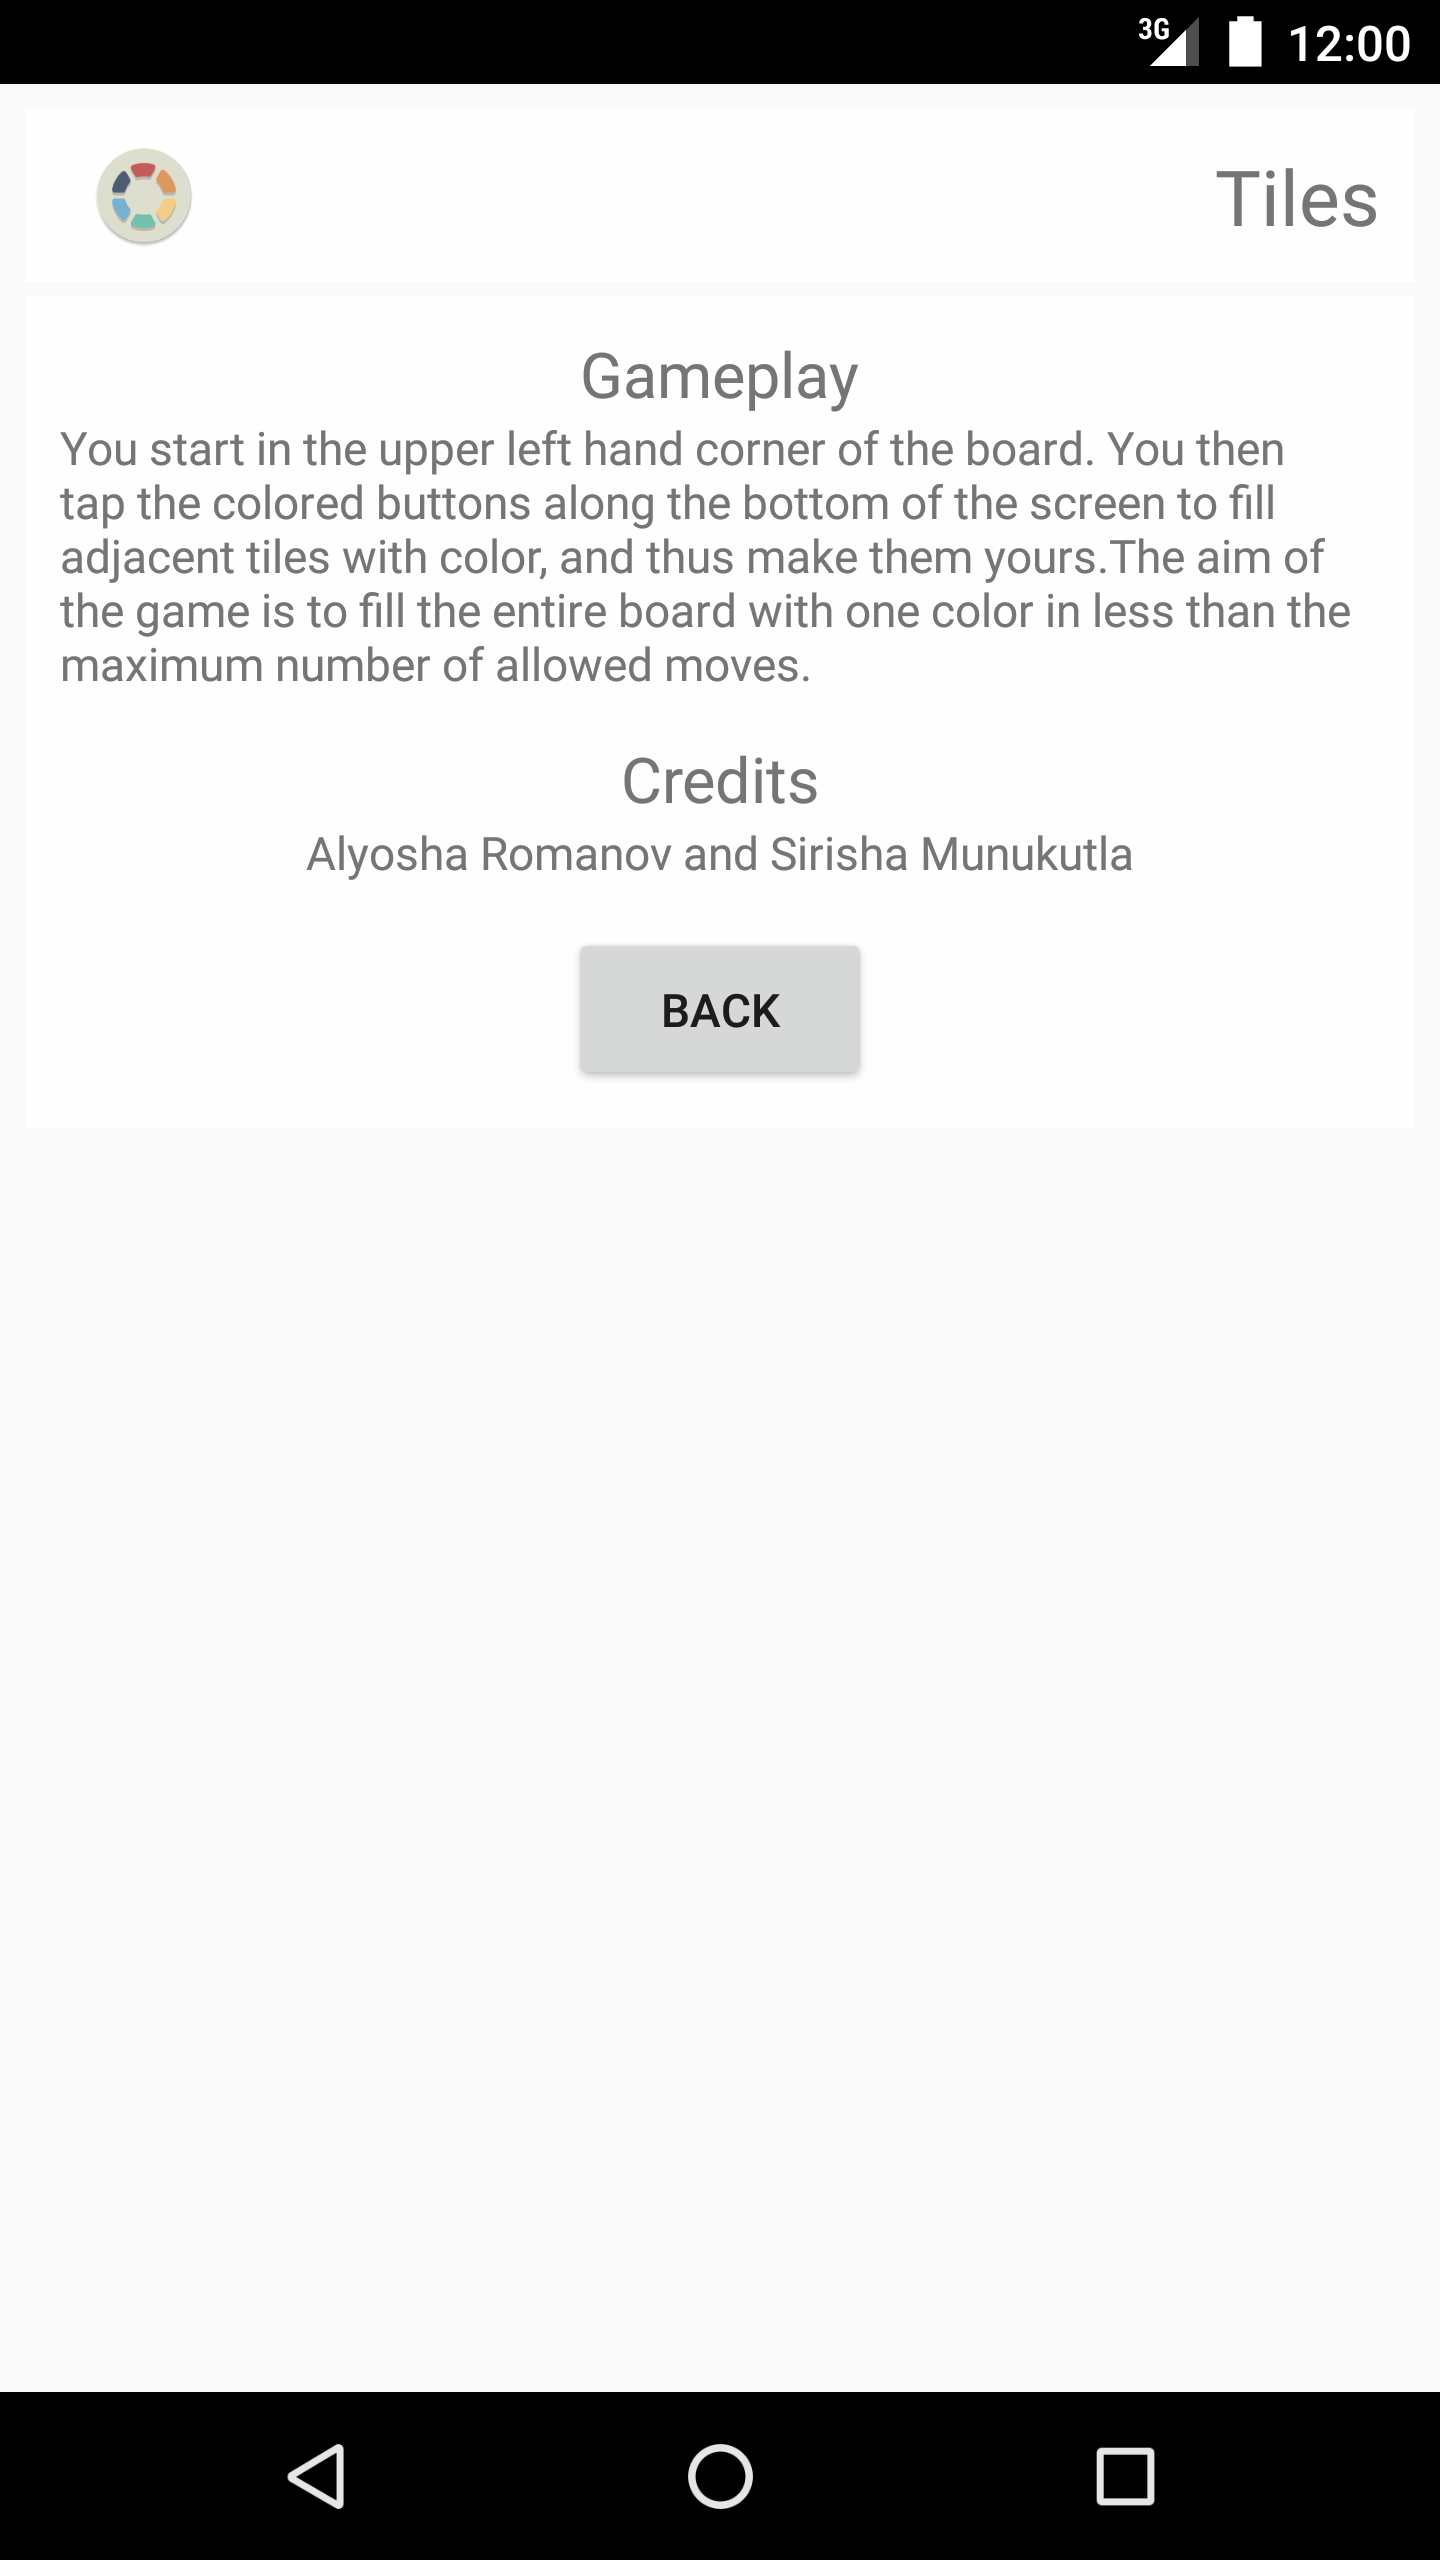 3G 12:00
Tiles
Gameplay
You start in the upper left hand corner of the board. You then
tap the colored buttons along the bottom of the screen to fill
adjacent tiles with color, and thus make them yours.The aim of
the game is to fill the entire board with one color in less than the
maximum number of allowed moves.
Credits
Alyosha Romanov and Sirisha Munukutla
BACK